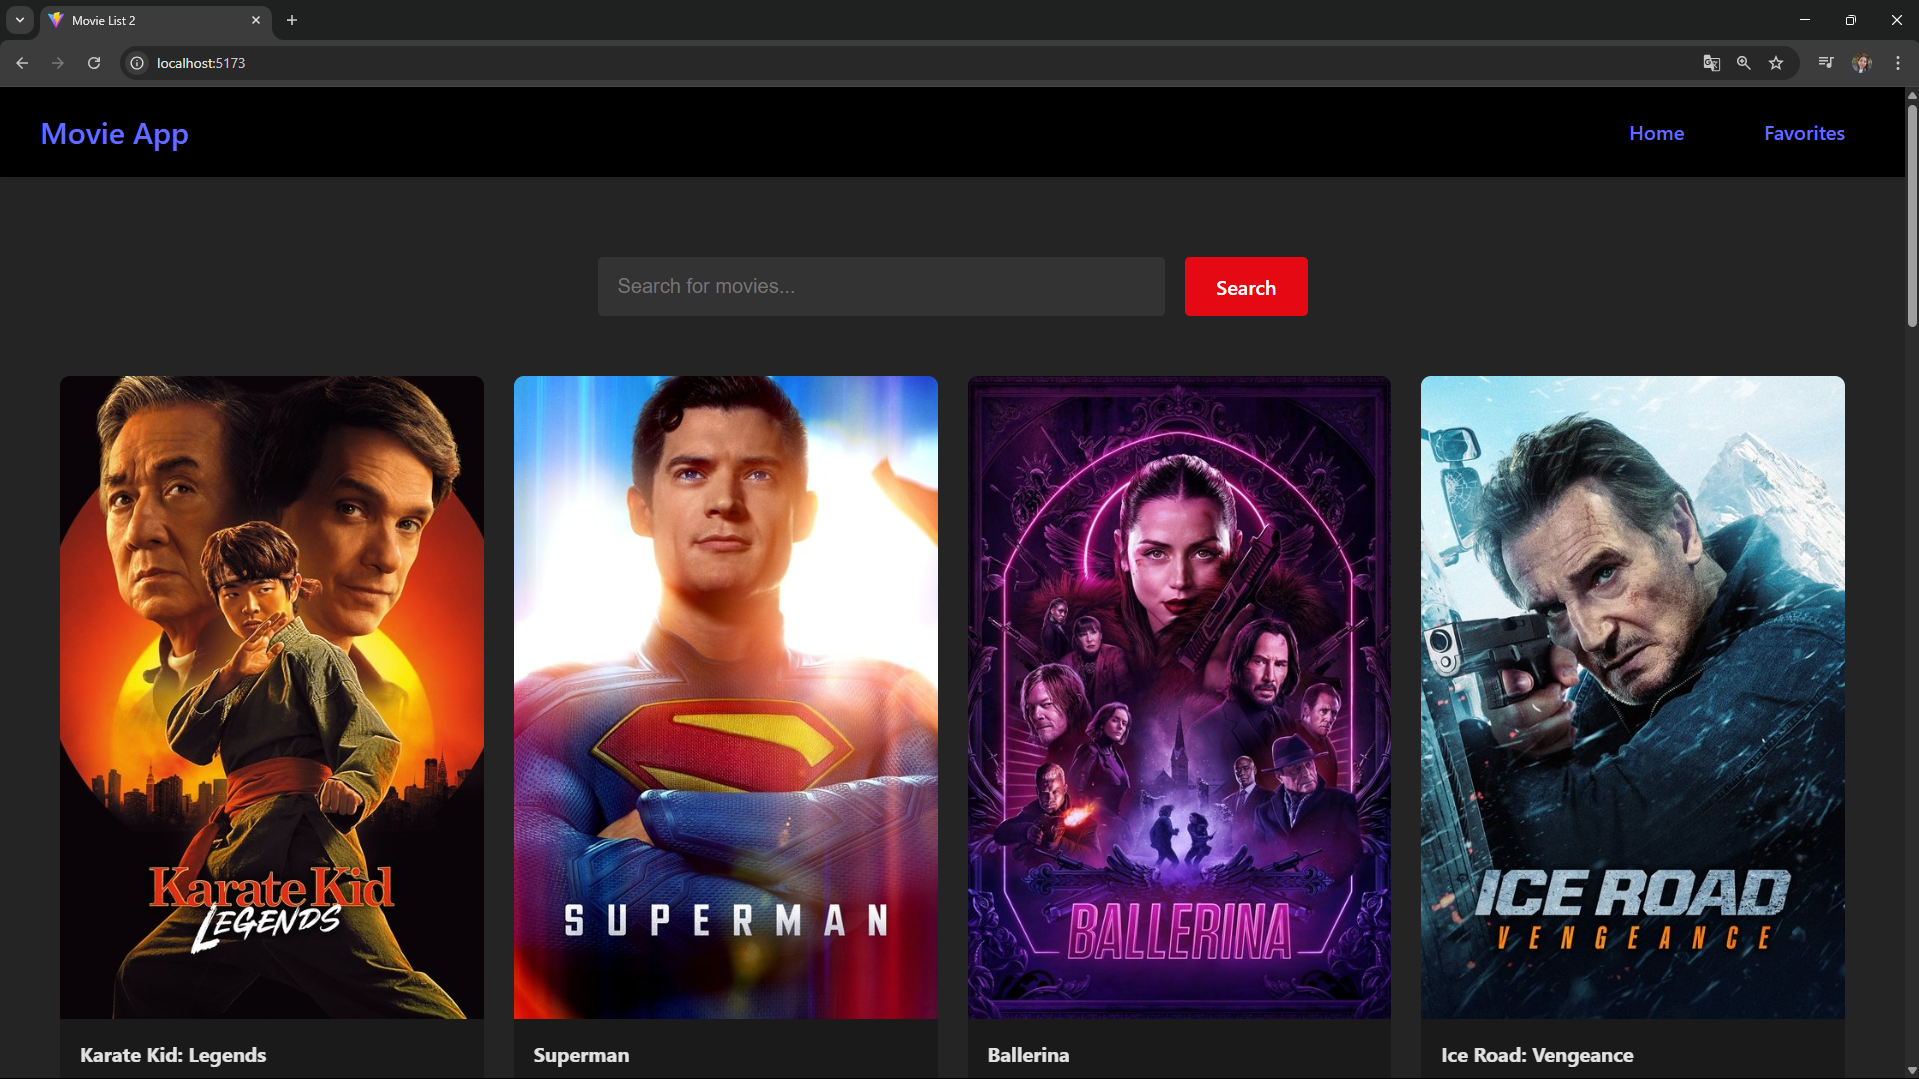 Movie List 2
localhost:5173
Movie App
Home
Favorites
Search for movies...
Search
Karate Kid
LEGENDS
SUPERMAN
BALLERINA
ICE ROAD
VENGEANCE
Karate Kid: Legends
Superman
Ballerina
Ice Road: Vengeance